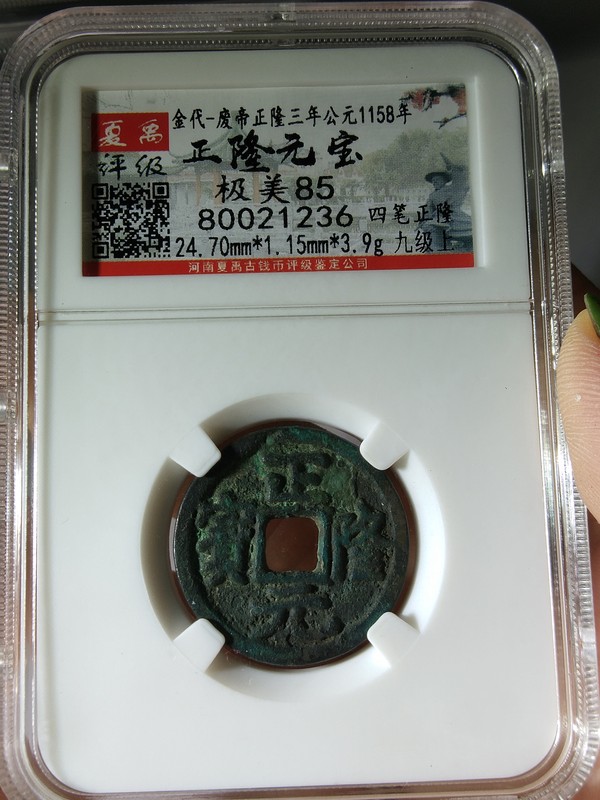 金代-废帝正隆三年公元1158年
夏禹
评级
正隆元宝
极美85
80021236 四笔正隆
24.70mm*1.15mm*3.9g 九级上
河南夏禹古钱币评级鉴定公司
正
寶 隆
元